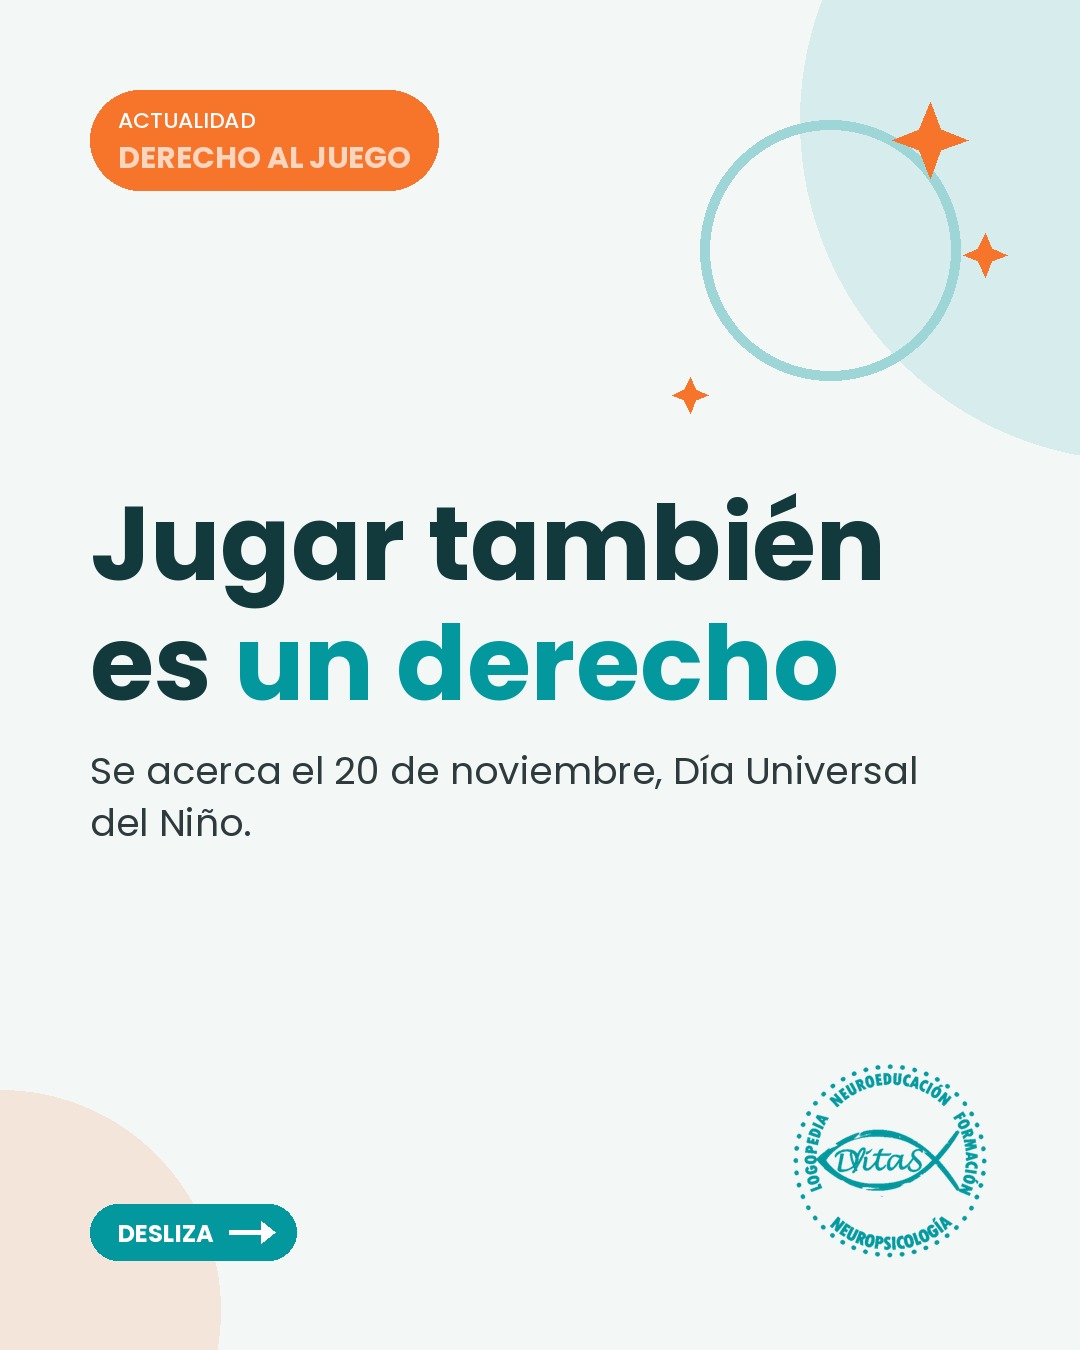 ACTUALIDAD
DERECHO AL JUEGO
Jugar también
es un derecho
Se acerca el 20 de noviembre, Día Universal
del Niño.
DESLIZA
LOGOPEDIA NEUROEDUCACIÓN FORMACIÓN
NEUROPSICOLOGÍA